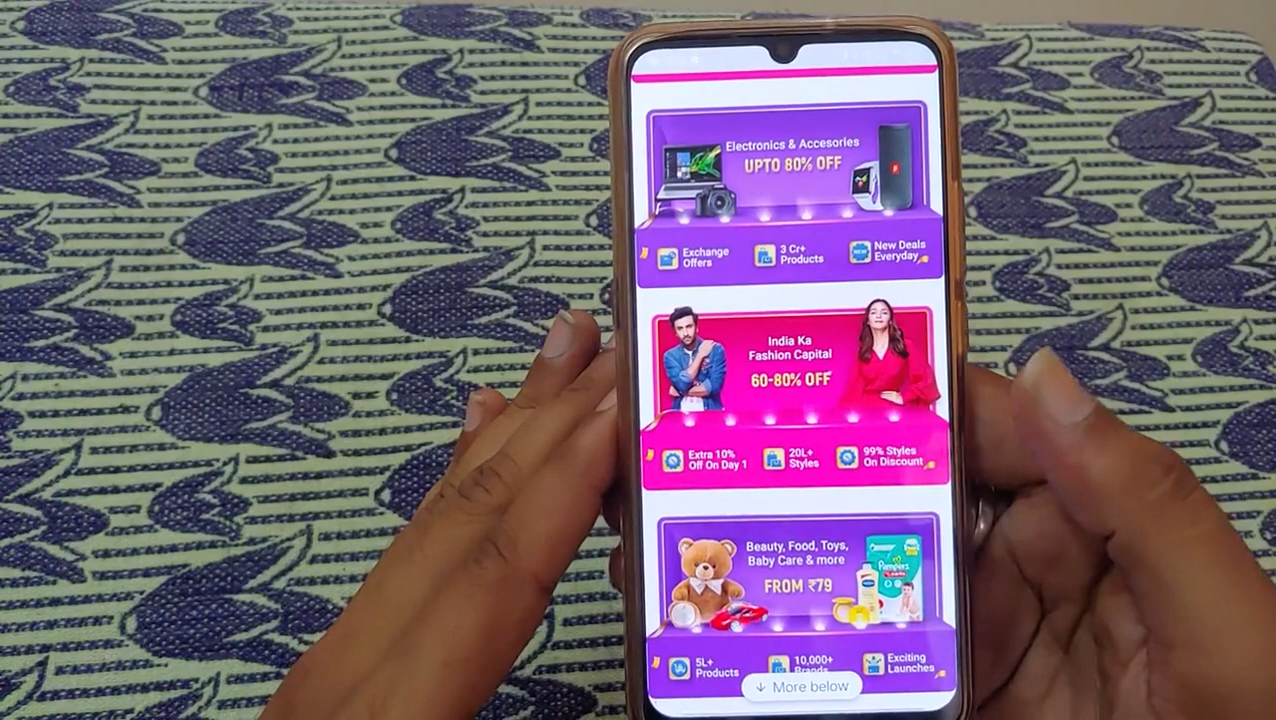 Electronics & Accesories
UPTO 80% OFF
Exchange
Offers
3 Cr+
Products
New Deals
Everyday
India Ka
Fashion Capital
60-80% OFF
Extra 10%
Off On Day 1
20L+
Styles
99% Styles
On Discount
Beauty, Food, Toys,
Baby Care & more
FROM ₹79
Pampers
5L+
Products
10,000+
Brands
Exciting
Launches
More below